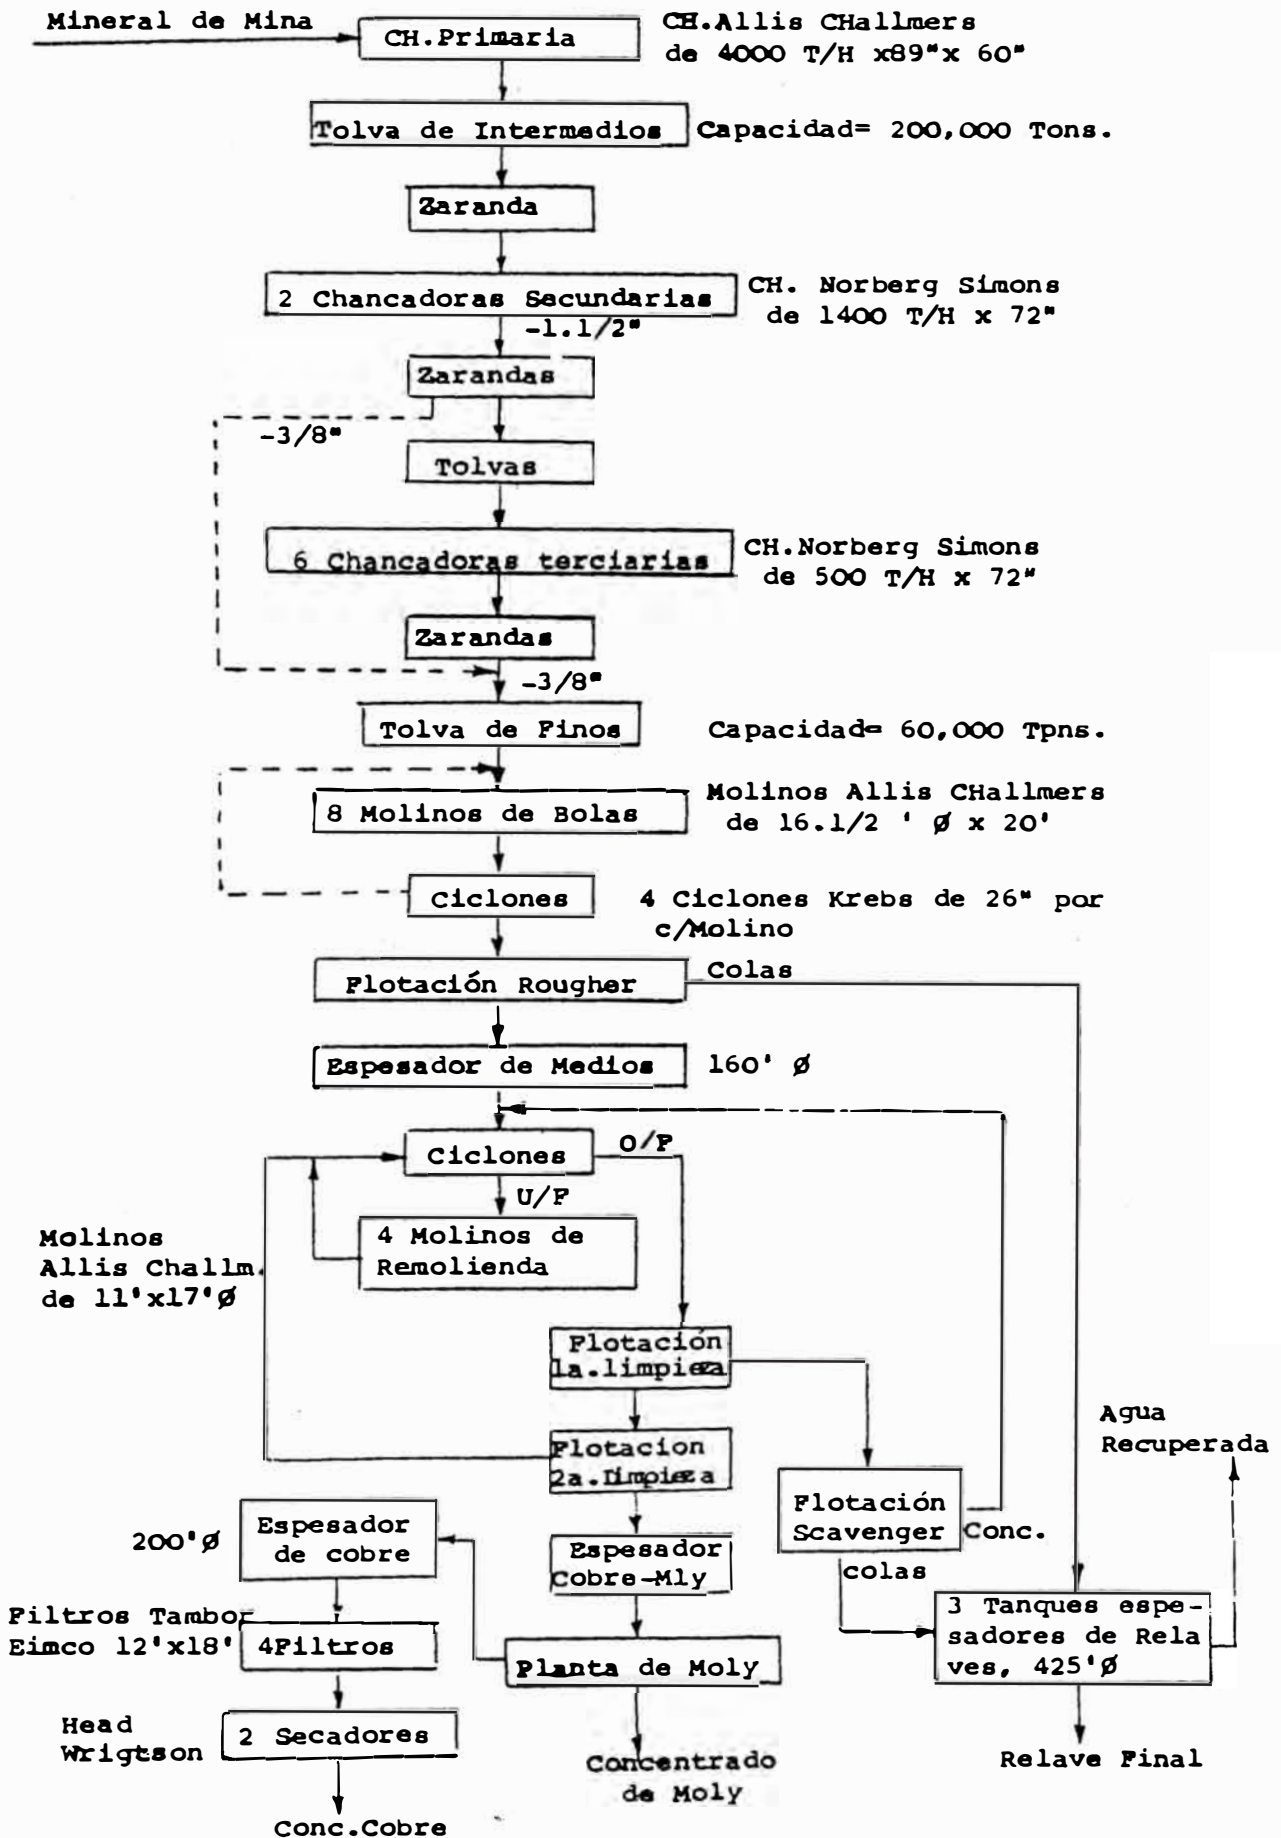 Mineral de Mina
CH.Primaria
CH.Allis CHallmers
de 4000 T/H x89"x 60"
Tolva de Intermedios
Capacidad= 200,000 Tons.
Zaranda
2 Chancadoras Secundarias
CH. Norberg Simons
de 1400 T/H x 72"
-1.1/2"
Zarandas
-3/8"
Tolvas
6 Chancadoras terciarias
CH.Norberg Simons
de 500 T/H x 72"
Zarandas
-3/8"
Tolva de Finos
Capacidad= 60,000 Tpns.
8 Molinos de Bolas
Molinos Allis CHallmers
de 16.1/2 ' Ø x 20'
Ciclones
4 Ciclones Krebs de 26" por
c/Molino
Flotación Rougher
Colas
Espesador de Medios
160' Ø
Ciclones
O/F
U/F
4 Molinos de
Remolienda
Molinos
Allis Challm.
de 11'x17'Ø
Flotación
1a.limpieza
Flotacion
2a.limpieza
Agua
Recuperada
Flotación
Scavenger
Conc.
colas
200'Ø
Espesador
de cobre
Espesador
Cobre-Mly
3 Tanques espe-
sadores de Rela
ves, 425'Ø
Filtros Tambor
Eimco 12'x18'
4Filtros
Planta de Moly
Head
Wrigtson
2 Secadores
Concentrado
de Moly
Relave Final
Conc.Cobre